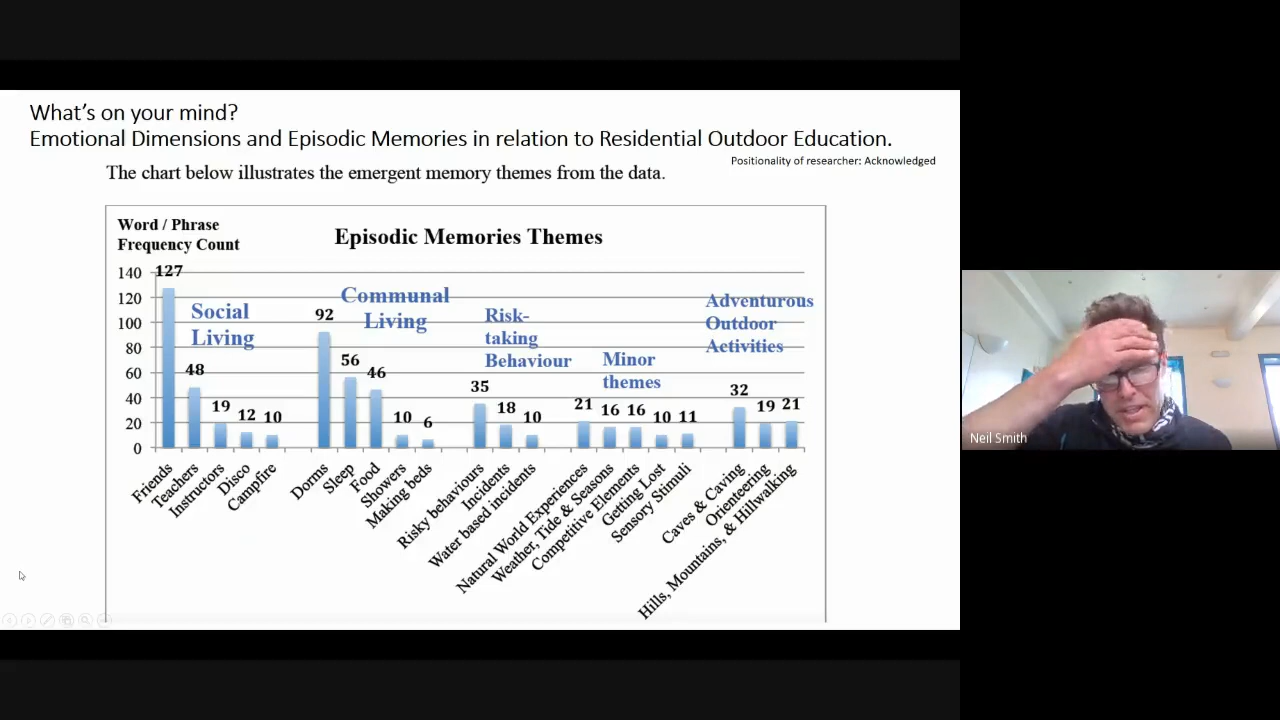 What's on your mind?
Emotional Dimensions and Episodic Memories in relation to Residential Outdoor Education.
Positionality of researcher: Acknowledged
The chart below illustrates the emergent memory themes from the data.
Word / Phrase
Frequency Count
Episodic Memories Themes
140
120
100
80
60
40
20
0
127
48
19
12
10
92
56
46
10
6
35
18
10
21
16
16
10
11
32
19
21
Social
Living
Communal
Living
Risk-
taking
Behaviour
Minor
themes
Adventurous
Outdoor
Activities
Friends
Teachers
Instructors
Disco
Campfire
Dorms
Sleep
Food
Showers
Making beds
Risky behaviours
Incidents
Water based incidents
Natural World Experiences
Weather, Tide & Seasons
Competitive Elements
Getting Lost
Sensory Stimuli
Caves & Caving
Orienteering
Hills, Mountains, & Hillwalking
Neil Smith